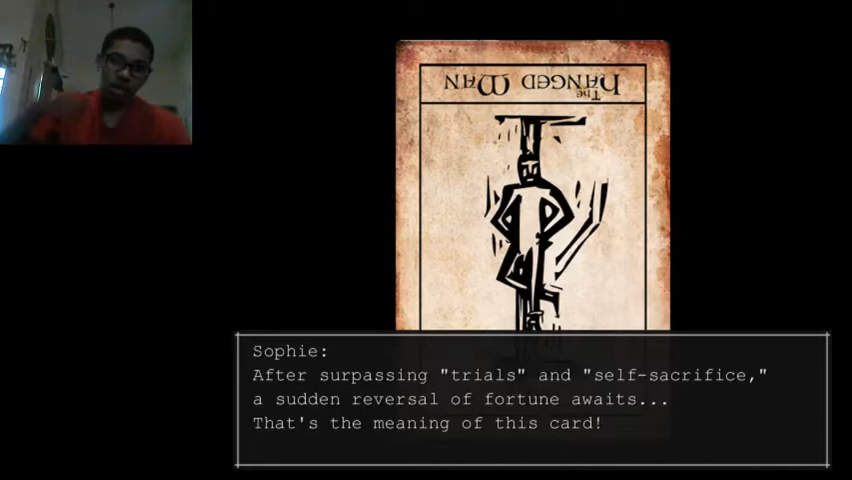 The
Hanged Man
Sophie:
After surpassing "trials" and "self-sacrifice,"
a sudden reversal of fortune awaits...
That's the meaning of this card!